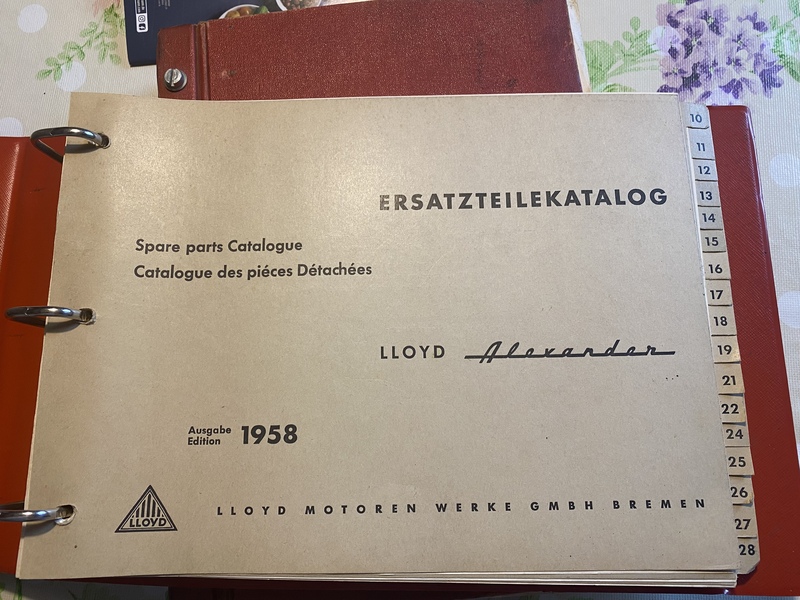 ERSATZTEILEKATALOG
Spare parts Catalogue
Catalogue des piéces Détachées
LLOYD Alexander
Ausgabe
Edition 1958
LLOYD
LLOYD MOTOREN WERKE GMBH BREMEN
10
11
12
13
14
15
16
17
18
19
21
22
24
25
26
27
28